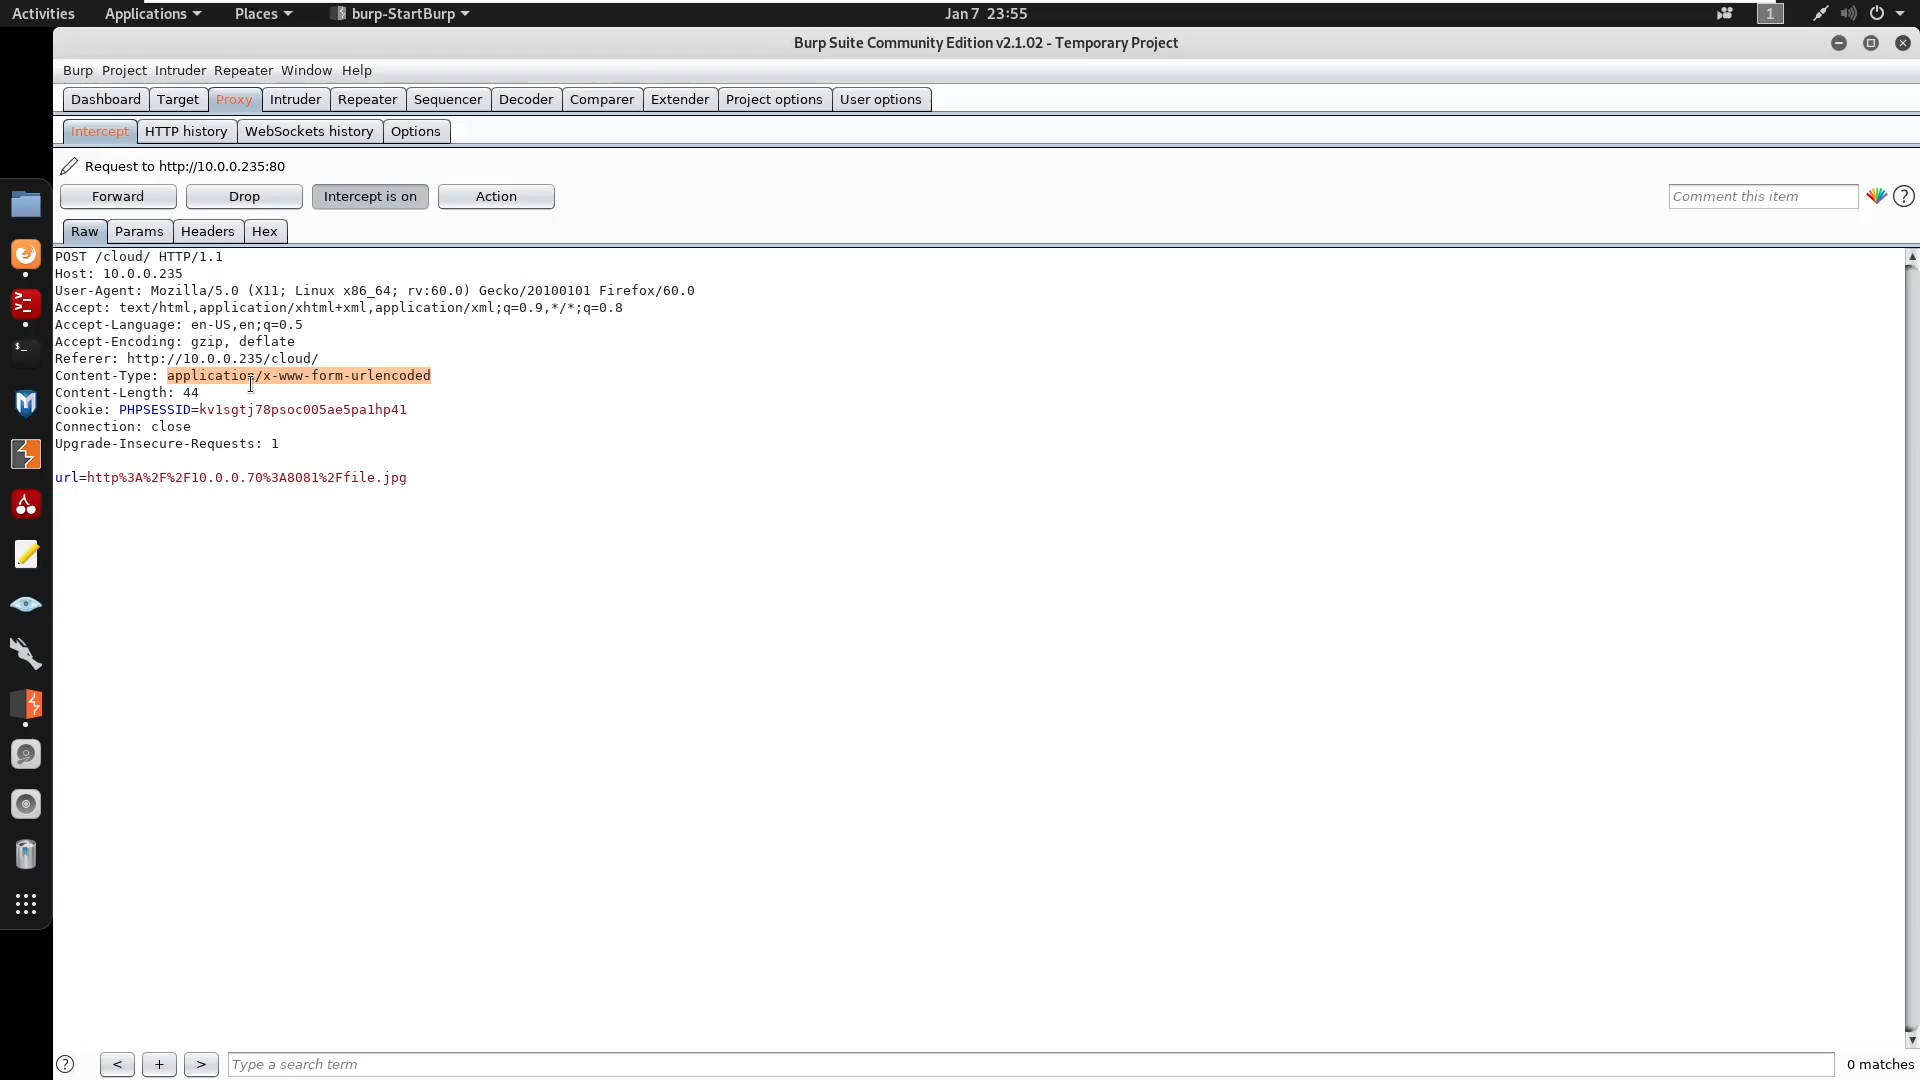 Activities Applications Places burp-StartBurp Jan 7 23:55 1
Burp Suite Community Edition v2.1.02 - Temporary Project
Burp Project Intruder Repeater Window Help
Dashboard Target Proxy Intruder Repeater Sequencer Decoder Comparer Extender Project options User options
Intercept HTTP history WebSockets history Options
Request to http://10.0.0.235:80
Forward Drop Intercept is on Action Comment this item ?
Raw Params Headers Hex
POST /cloud/ HTTP/1.1
Host: 10.0.0.235
User-Agent: Mozilla/5.0 (X11; Linux x86_64; rv:60.0) Gecko/20100101 Firefox/60.0
Accept: text/html,application/xhtml+xml,application/xml;q=0.9,*/*;q=0.8
Accept-Language: en-US,en;q=0.5
Accept-Encoding: gzip, deflate
Referer: http://10.0.0.235/cloud/
Content-Type: application/x-www-form-urlencoded
Content-Length: 44
Cookie: PHPSESSID=kv1sgtj78psoc005ae5pa1hp41
Connection: close
Upgrade-Insecure-Requests: 1
url=http%3A%2F%2F10.0.0.70%3A8081%2Ffile.jpg
? < + > Type a search term 0 matches